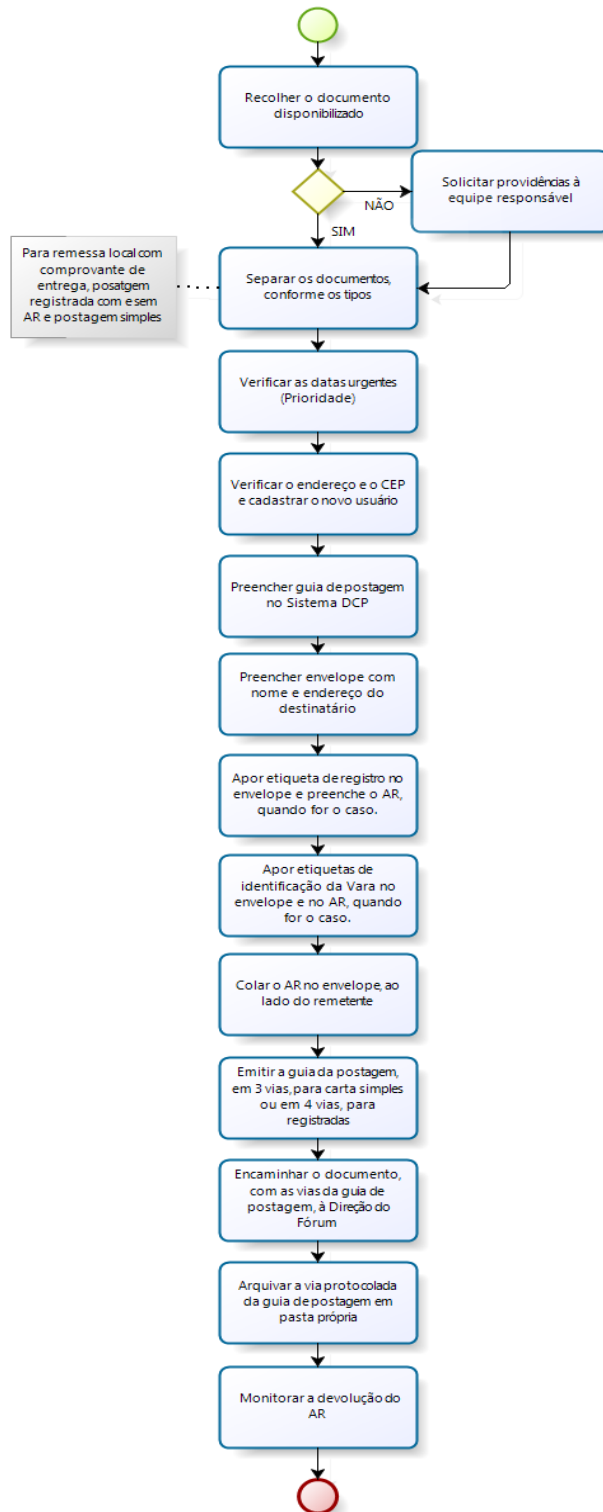 Recolher o documento
disponibilizado
NÃO
Solicitar providências à
equipe responsável
SIM
Para remessa local com
comprovante de
entrega, posatgem
registrada com e sem
AR e postagem simples
Separar os documentos,
conforme os tipos
Verificar as datas urgentes
(Prioridade)
Verificar o endereço e o CEP
e cadastrar o novo usuário
Preencher guia de postagem
no Sistema DCP
Preencher envelope com
nome e endereço do
destinatário
Apor etiqueta de registro no
envelope e preenche o AR,
quando for o caso.
Apor etiquetas de
identificação da Vara no
envelope e no AR, quando
for o caso.
Colar o AR no envelope, ao
lado do remetente
Emitir a guia da postagem,
em 3 vias, para carta simples
ou em 4 vias, para
registradas
Encaminhar o documento,
com as vias da guia de
postagem, à Direção do
Fórum
Arquivar a via protocolada
da guia de postagem em
pasta própria
Monitorar a devolução do
AR